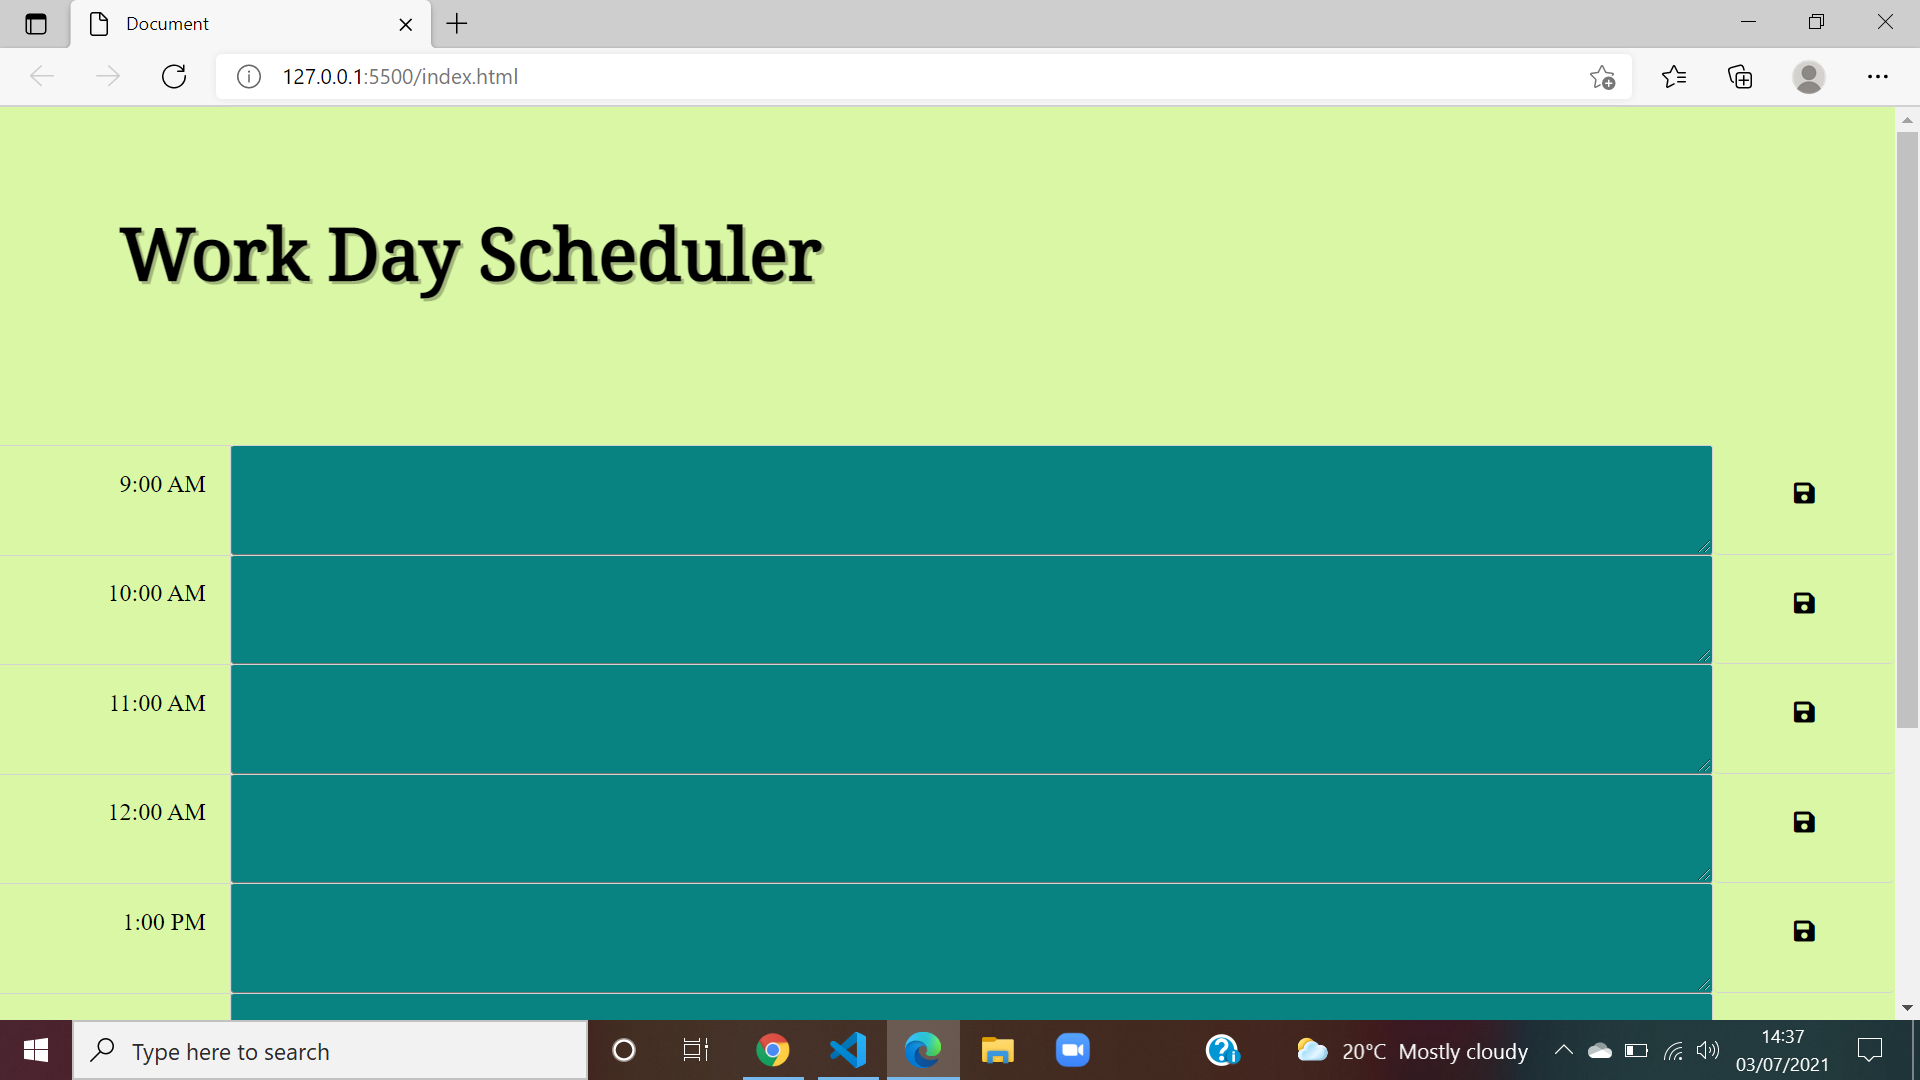 Document
127.0.0.1:5500/index.html
Work Day Scheduler
9:00 AM
10:00 AM
11:00 AM
12:00 AM
1:00 PM
Type here to search
20°C Mostly cloudy
14:37
03/07/2021